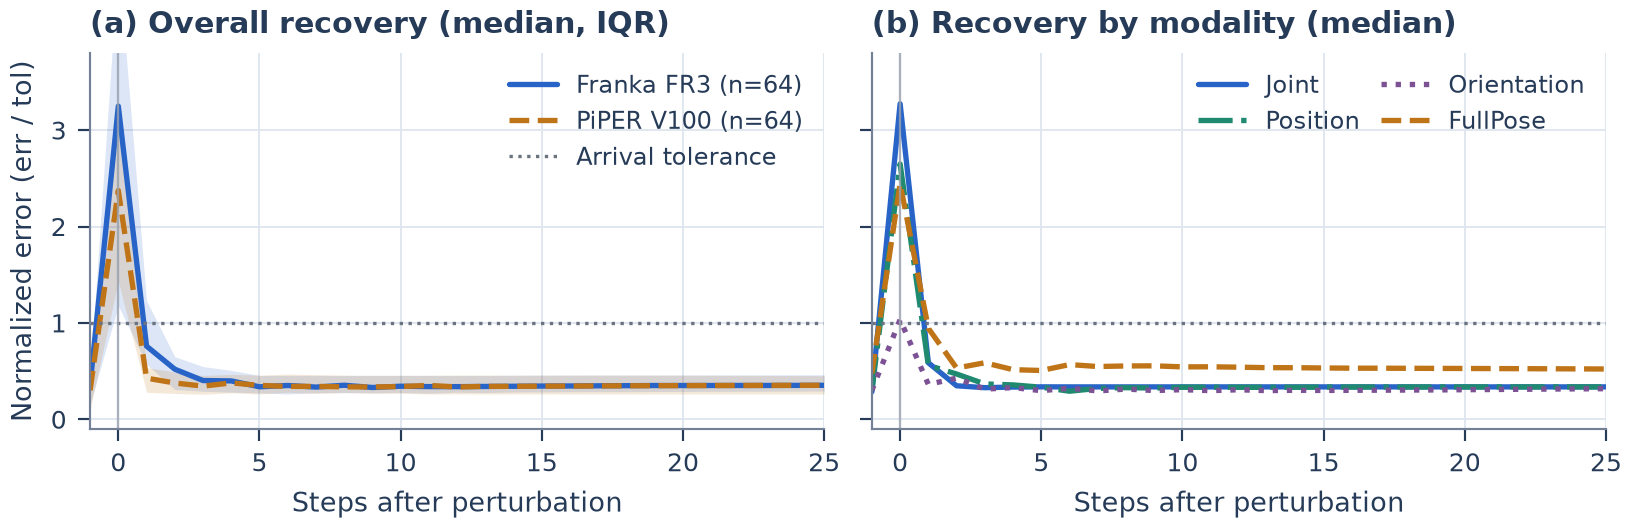 (a) Overall recovery (median, IQR)
Normalized error (err / tol)
3
2
1
0
Franka FR3 (n=64)
PiPER V100 (n=64)
Arrival tolerance
0 5 10 15 20 25
Steps after perturbation
(b) Recovery by modality (median)
Joint
Position
Orientation
FullPose
0 5 10 15 20 25
Steps after perturbation